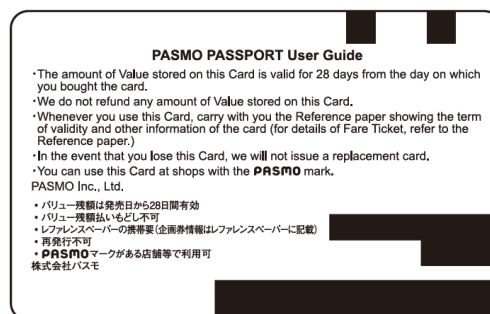 PASMO PASSPORT User Guide
・The amount of Value stored on this Card is valid for 28 days from the day on which
you bought the card.
・We do not refund any amount of Value stored on this Card.
・Whenever you use this Card, carry with you the Reference paper showing the term
of validity and other information of the card (for details of Fare Ticket, refer to the
Reference paper.)
・In the event that you lose this Card, we will not issue a replacement card.
・You can use this Card at shops with the PASMO mark.
PASMO Inc., Ltd.
• バリュー残額は発売日から28日間有効
• バリュー残額払いもどし不可
• レファレンスペーパーの携帯要(企画券情報はレファレンスペーパーに記載)
• 再発行不可
• PASMOマークがある店舗等で利用可
株式会社パスモ